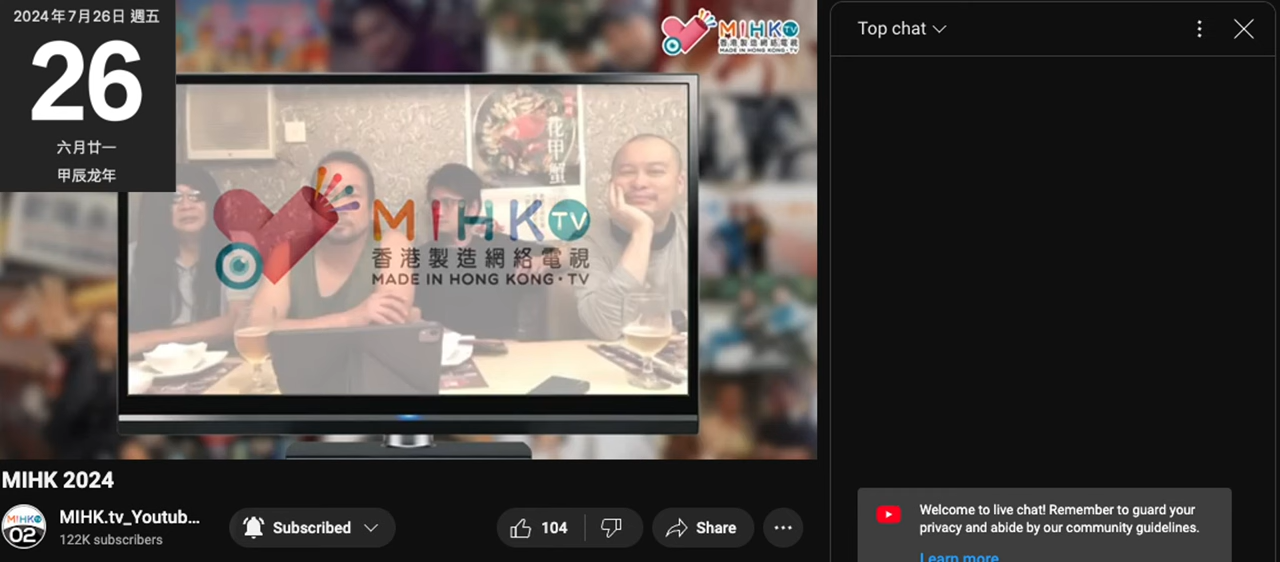 2024年7月26日 週五
26
六月廿一
甲辰龙年
MIHK TV
香港製造網絡電視
MADE IN HONG KONG·TV
花甲蟹
MIHK TV
香港製造網絡電視
MADE IN HONG KONG·TV
MIHK 2024
MIHK
02
MIHK.tv_Youtub...
122K subscribers
Subscribed
104
Share
Top chat
Welcome to live chat! Remember to guard your
privacy and abide by our community guidelines.
Learn more